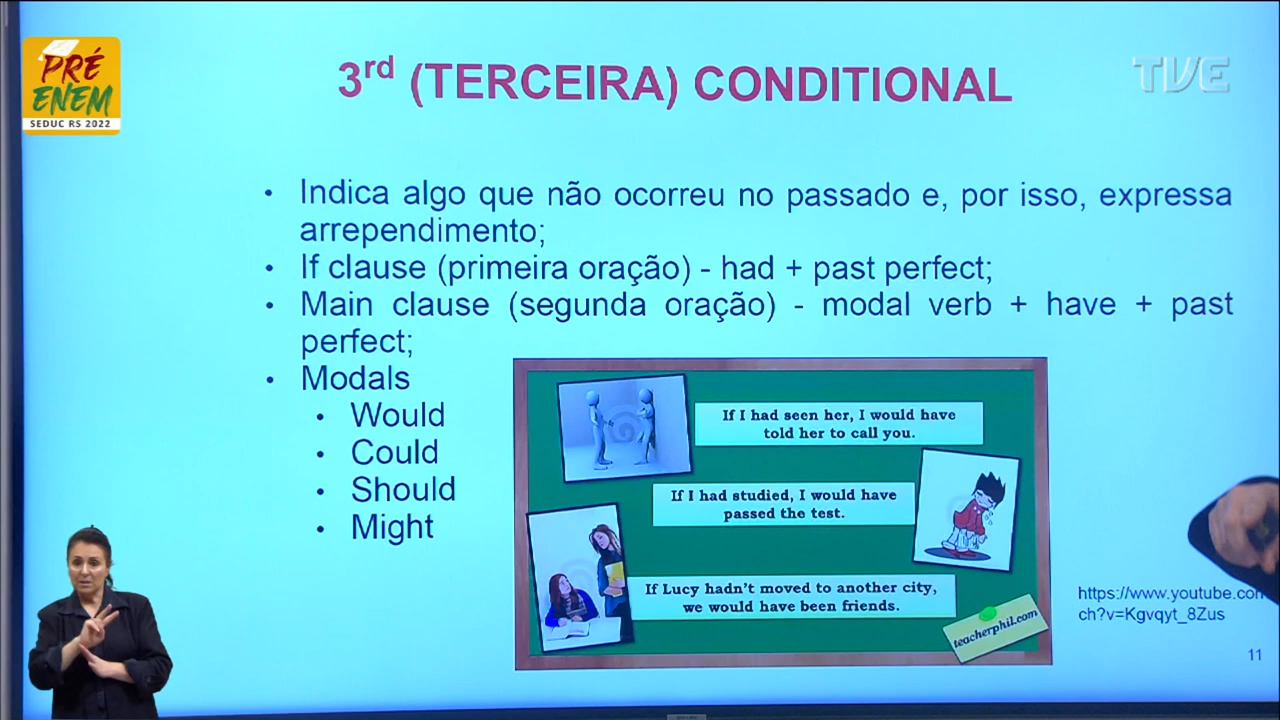 PRÉ
ENEM
SEDUC RS 2022
3rd (TERCEIRA) CONDITIONAL
TVE
• Indica algo que não ocorreu no passado e, por isso, expressa
arrependimento;
• If clause (primeira oração) - had + past perfect;
• Main clause (segunda oração) - modal verb + have + past
perfect;
• Modals
• Would
• Could
• Should
• Might
If I had seen her, I would have
told her to call you.
If I had studied, I would have
passed the test.
If Lucy hadn't moved to another city,
we would have been friends.
teacherphil.com
https://www.youtube.com
ch?v=Kgvqyt_8Zus
11